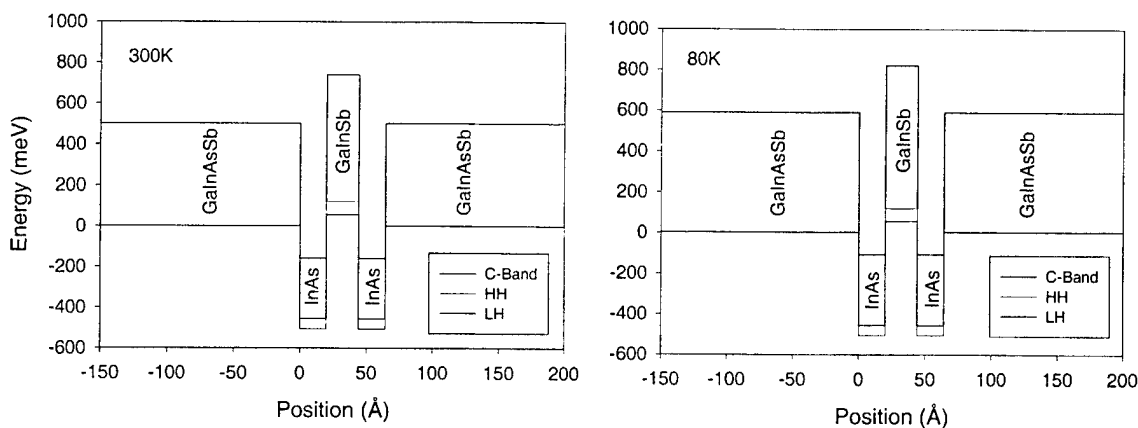 1000
800
600
400
200
0
-200
-400
-600
Energy (meV)
300K
GaInAsSb
InAs
GaInSb
InAs
GaInAsSb
C-Band
HH
LH
-150 -100 -50 0 50 100 150 200
Position (Å)
1000
800
600
400
200
0
-200
-400
-600
80K
GaInAsSb
InAs
GaInSb
InAs
GaInAsSb
C-Band
HH
LH
-150 -100 -50 0 50 100 150 200
Position (Å)